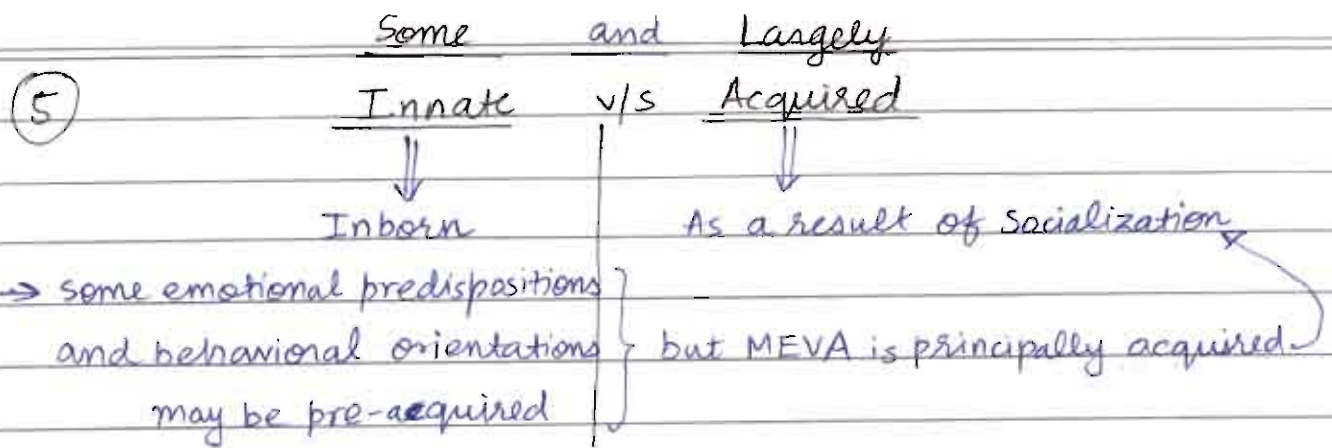 Some and Largely
5 Innate v/s Acquired
Inborn As a result of Socialization
→ some emotional predispositions
and behavioral orientations but MEVA is principally acquired
may be pre-acquired